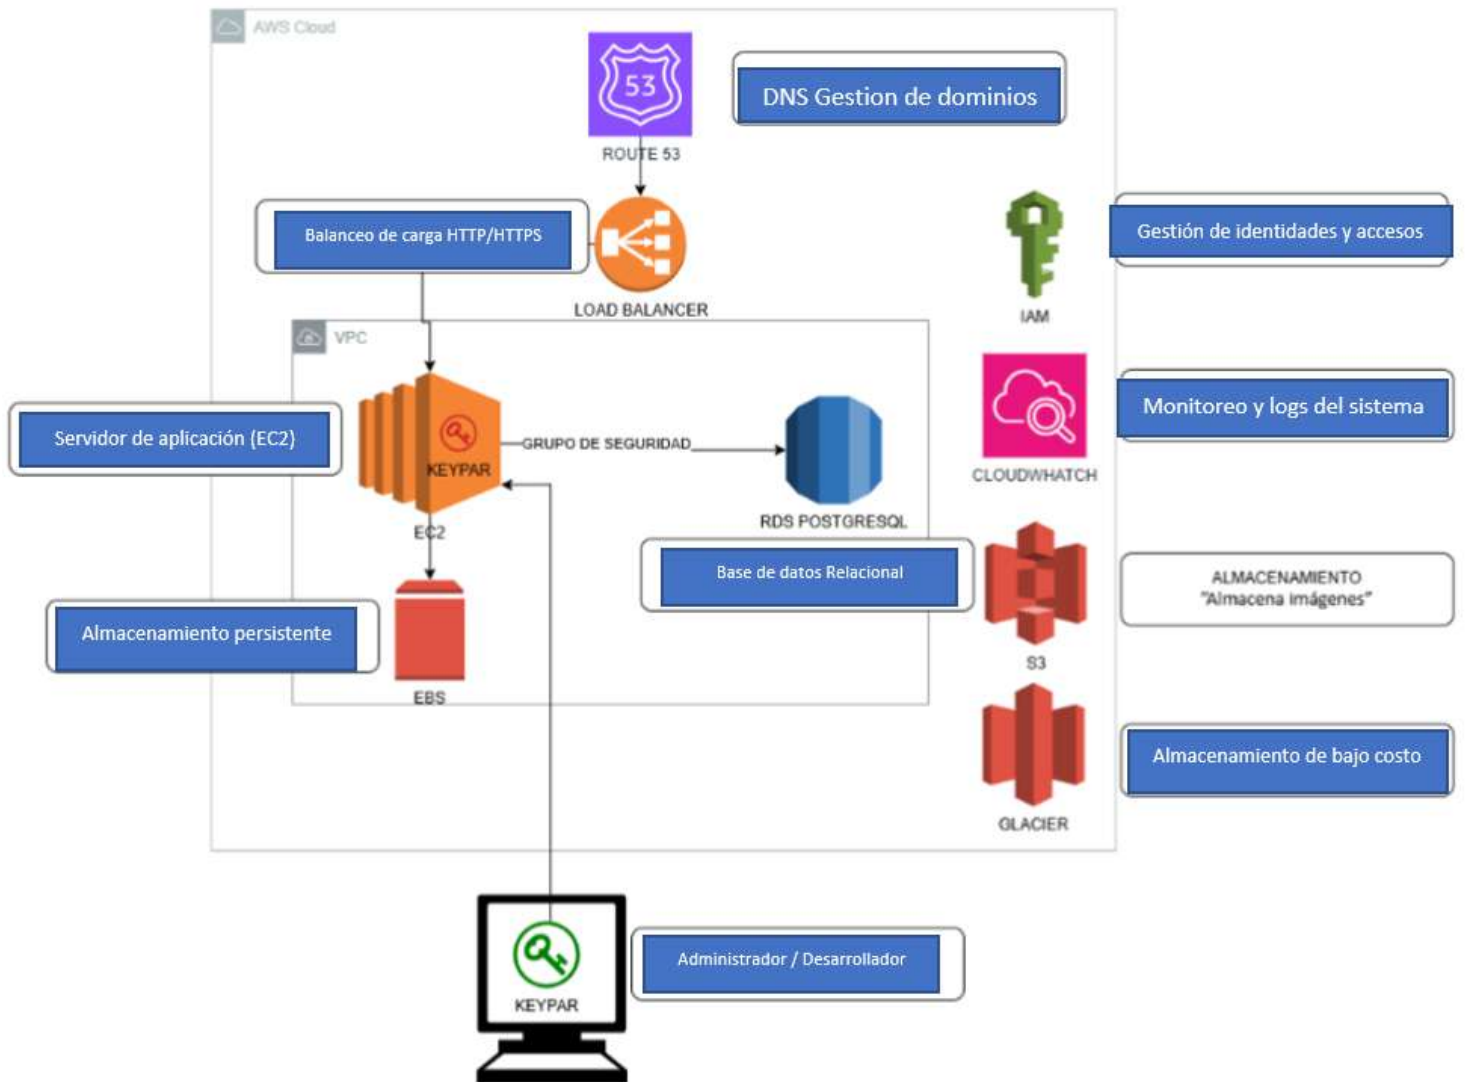 AWS Cloud
53
DNS Gestion de dominios
ROUTE 53
Balanceo de carga HTTP/HTTPS
Gestión de identidades y accesos
LOAD BALANCER
IAM
VPC
Monitoreo y logs del sistema
Servidor de aplicación (EC2)
GRUPO DE SEGURIDAD
KEYPAR
CLOUDWHATCH
RDS POSTGRESQL
EC2
Base de datos Relacional
ALMACENAMIENTO
"Almacena imágenes"
Almacenamiento persistente
S3
EBS
Almacenamiento de bajo costo
GLACIER
Administrador / Desarrollador
KEYPAR